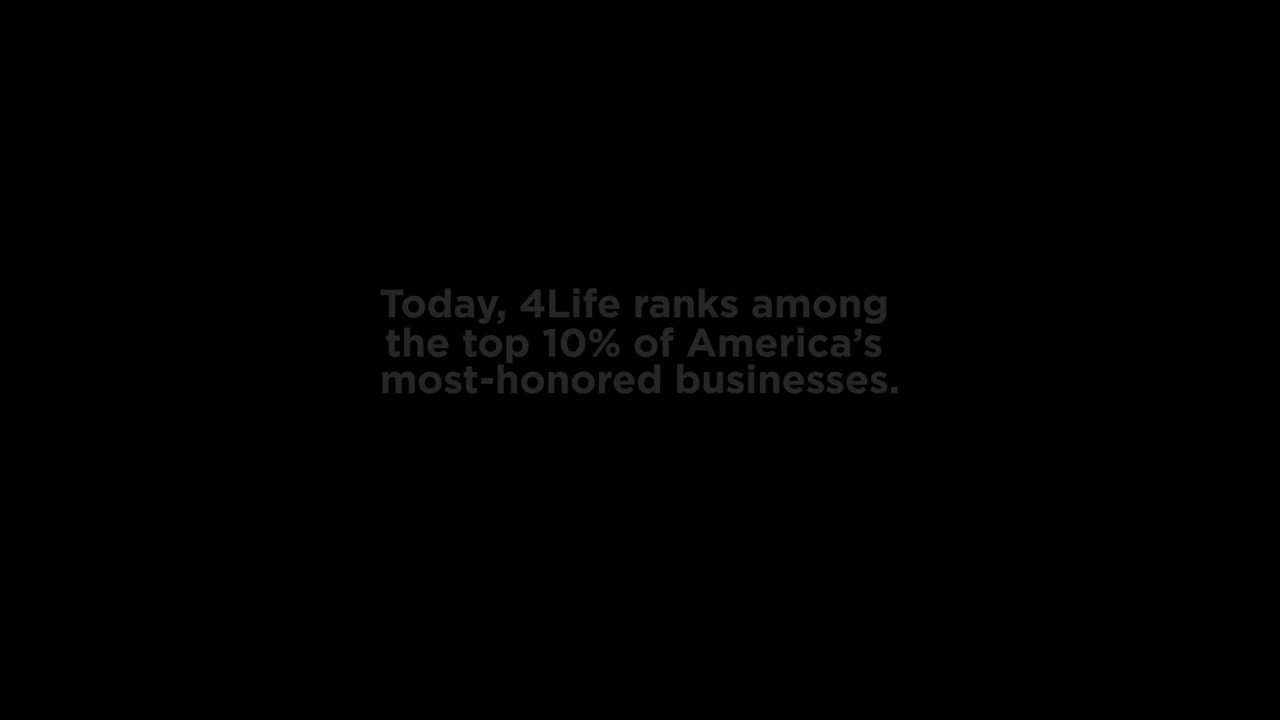 Today, 4Life ranks among
the top 10% of America’s
most-honored businesses.